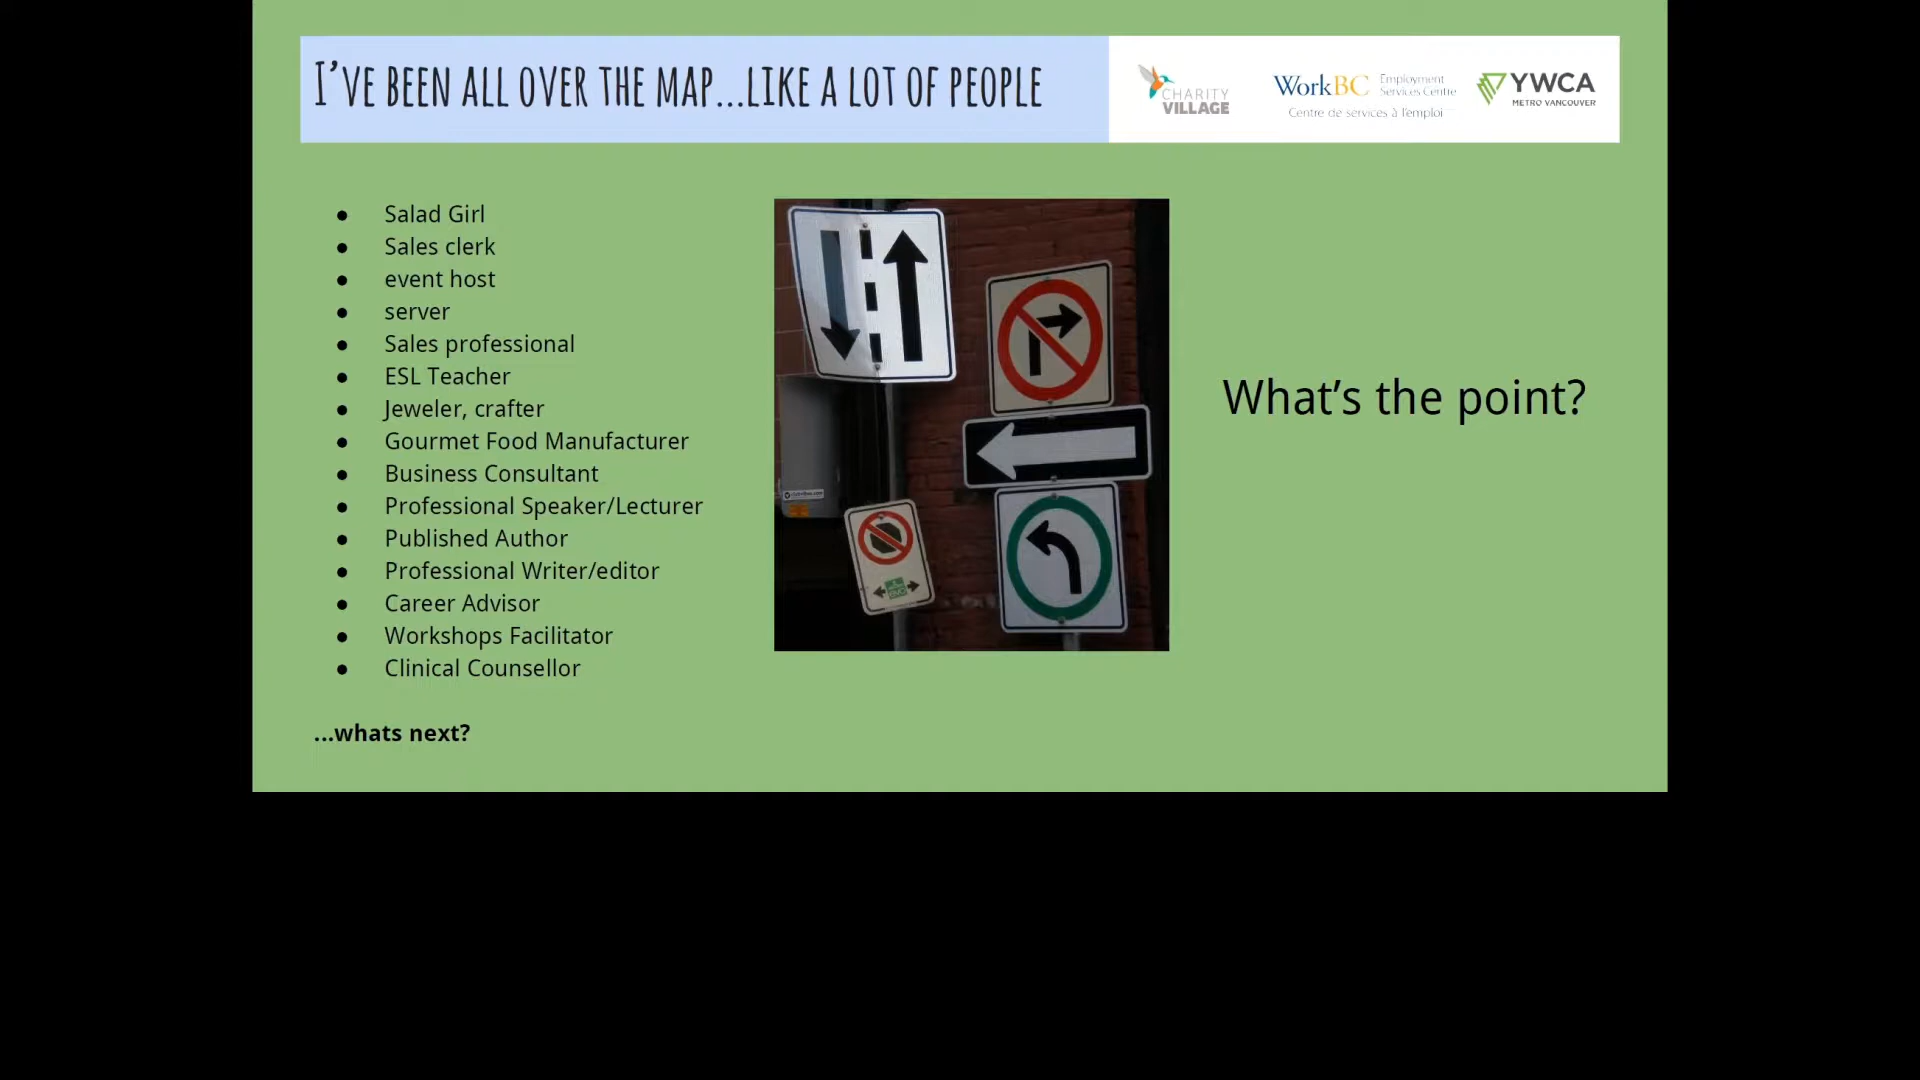 I'VE BEEN ALL OVER THE MAP...LIKE A LOT OF PEOPLE
CHARITY
VILLAGE
WorkBC Employment
Services Centre
Centre de services à l'emploi
YWCA
METRO VANCOUVER
● Salad Girl
● Sales clerk
● event host
● server
● Sales professional
● ESL Teacher
● Jeweler, crafter
● Gourmet Food Manufacturer
● Business Consultant
● Professional Speaker/Lecturer
● Published Author
● Professional Writer/editor
● Career Advisor
● Workshops Facilitator
● Clinical Counsellor
...whats next?
What's the point?